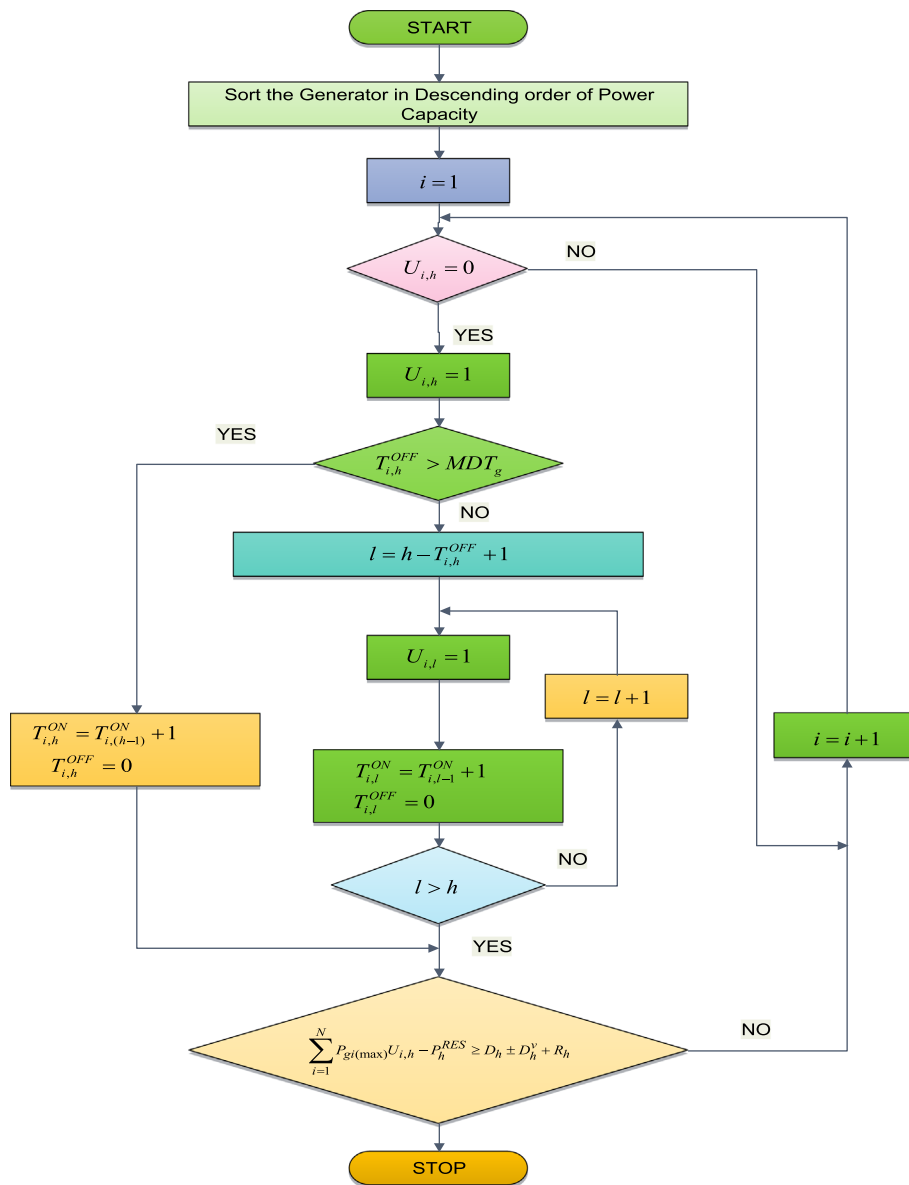 START
Sort the Generator in Descending order of Power
Capacity
i = 1
U_{i,h} = 0
NO
YES
U_{i,h} = 1
YES
T_{i,h}^{OFF} > MDT_g
NO
l = h − T_{i,h}^{OFF} + 1
U_{i,l} = 1
l = l + 1
T_{i,h}^{ON} = T_{i,(h−1)}^{ON} + 1
T_{i,h}^{OFF} = 0
i = i + 1
T_{i,l}^{ON} = T_{i,l−1}^{ON} + 1
T_{i,l}^{OFF} = 0
NO
l > h
YES
NO
\sum_{i=1}^{N} P_{gi(max)} U_{i,h} − P_h^{RES} ≥ D_h ± D_h^v + R_h
STOP